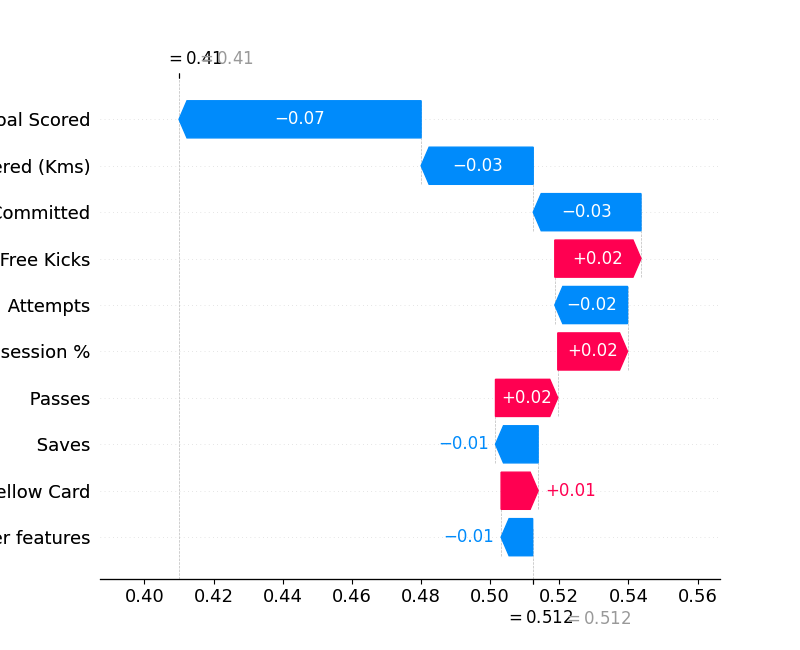 = 0.41 = 0.41
oal Scored −0.07
ered (Kms) −0.03
Committed −0.03
Free Kicks +0.02
Attempts −0.02
session % +0.02
Passes +0.02
Saves −0.01
ellow Card +0.01
er features −0.01
0.40 0.42 0.44 0.46 0.48 0.50 0.52 0.54 0.56
= 0.512 = 0.512